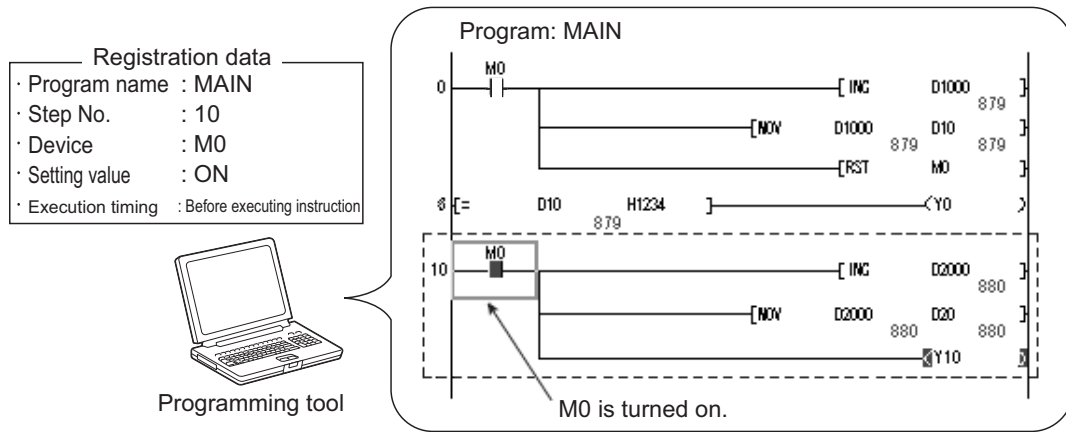 Registration data
· Program name : MAIN
· Step No. : 10
· Device : M0
· Setting value : ON
· Execution timing : Before executing instruction
Programming tool
Program: MAIN
M0
0 [ INC D1000 ]
879
[MOV D1000 D10 ]
879 879
[RST M0 ]
6 [= D10 H1234 ] (Y0 )
879
M0
10 [ INC D2000 ]
880
[MOV D2000 D20 ]
880 880
(Y10 )
M0 is turned on.